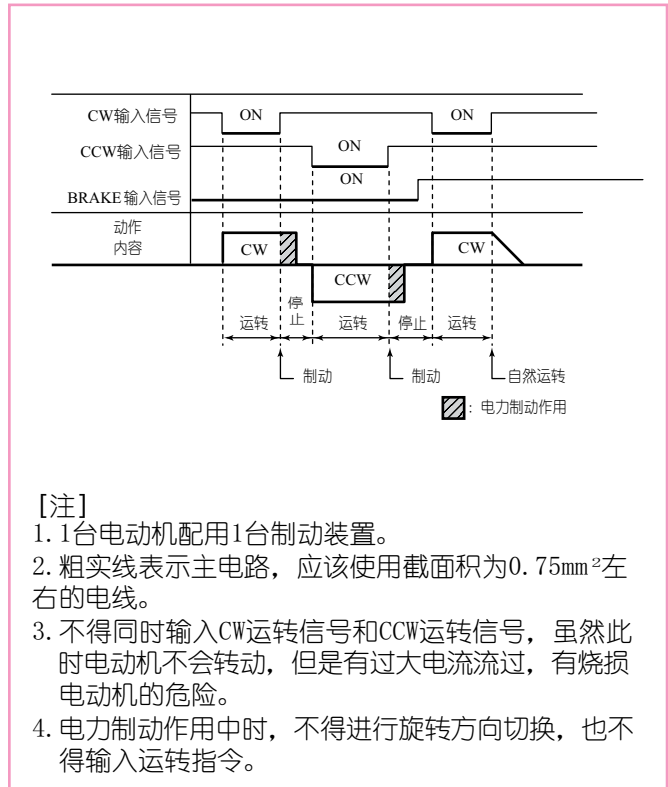 CW输入信号 ON ON
CCW输入信号 ON
BRAKE输入信号 ON
动作
内容
CW CW
CCW
运转 停止 运转 停止 运转
制动 制动 自然运转
：电力制动作用
[注]
1.1台电动机配用1台制动装置。
2.粗实线表示主电路，应该使用截面积为0.75mm²左
右的电线。
3.不得同时输入CW运转信号和CCW运转信号，虽然此
时电动机不会转动，但是有过大电流流过，有烧损
电动机的危险。
4.电力制动作用中时，不得进行旋转方向切换，也不
得输入运转指令。